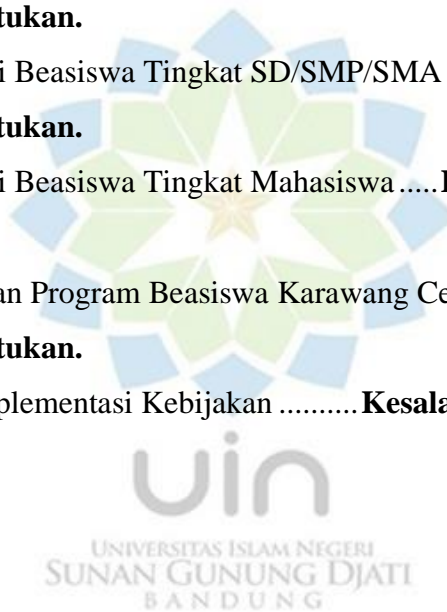 tukan.
i Beasiswa Tingkat SD/SMP/SMA
tukan.
i Beasiswa Tingkat Mahasiswa .....
an Program Beasiswa Karawang Ce
tukan.
plementasi Kebijakan .......... Kesala
uin
UNIVERSITAS ISLAM NEGERI
SUNAN GUNUNG DJATI
BANDUNG